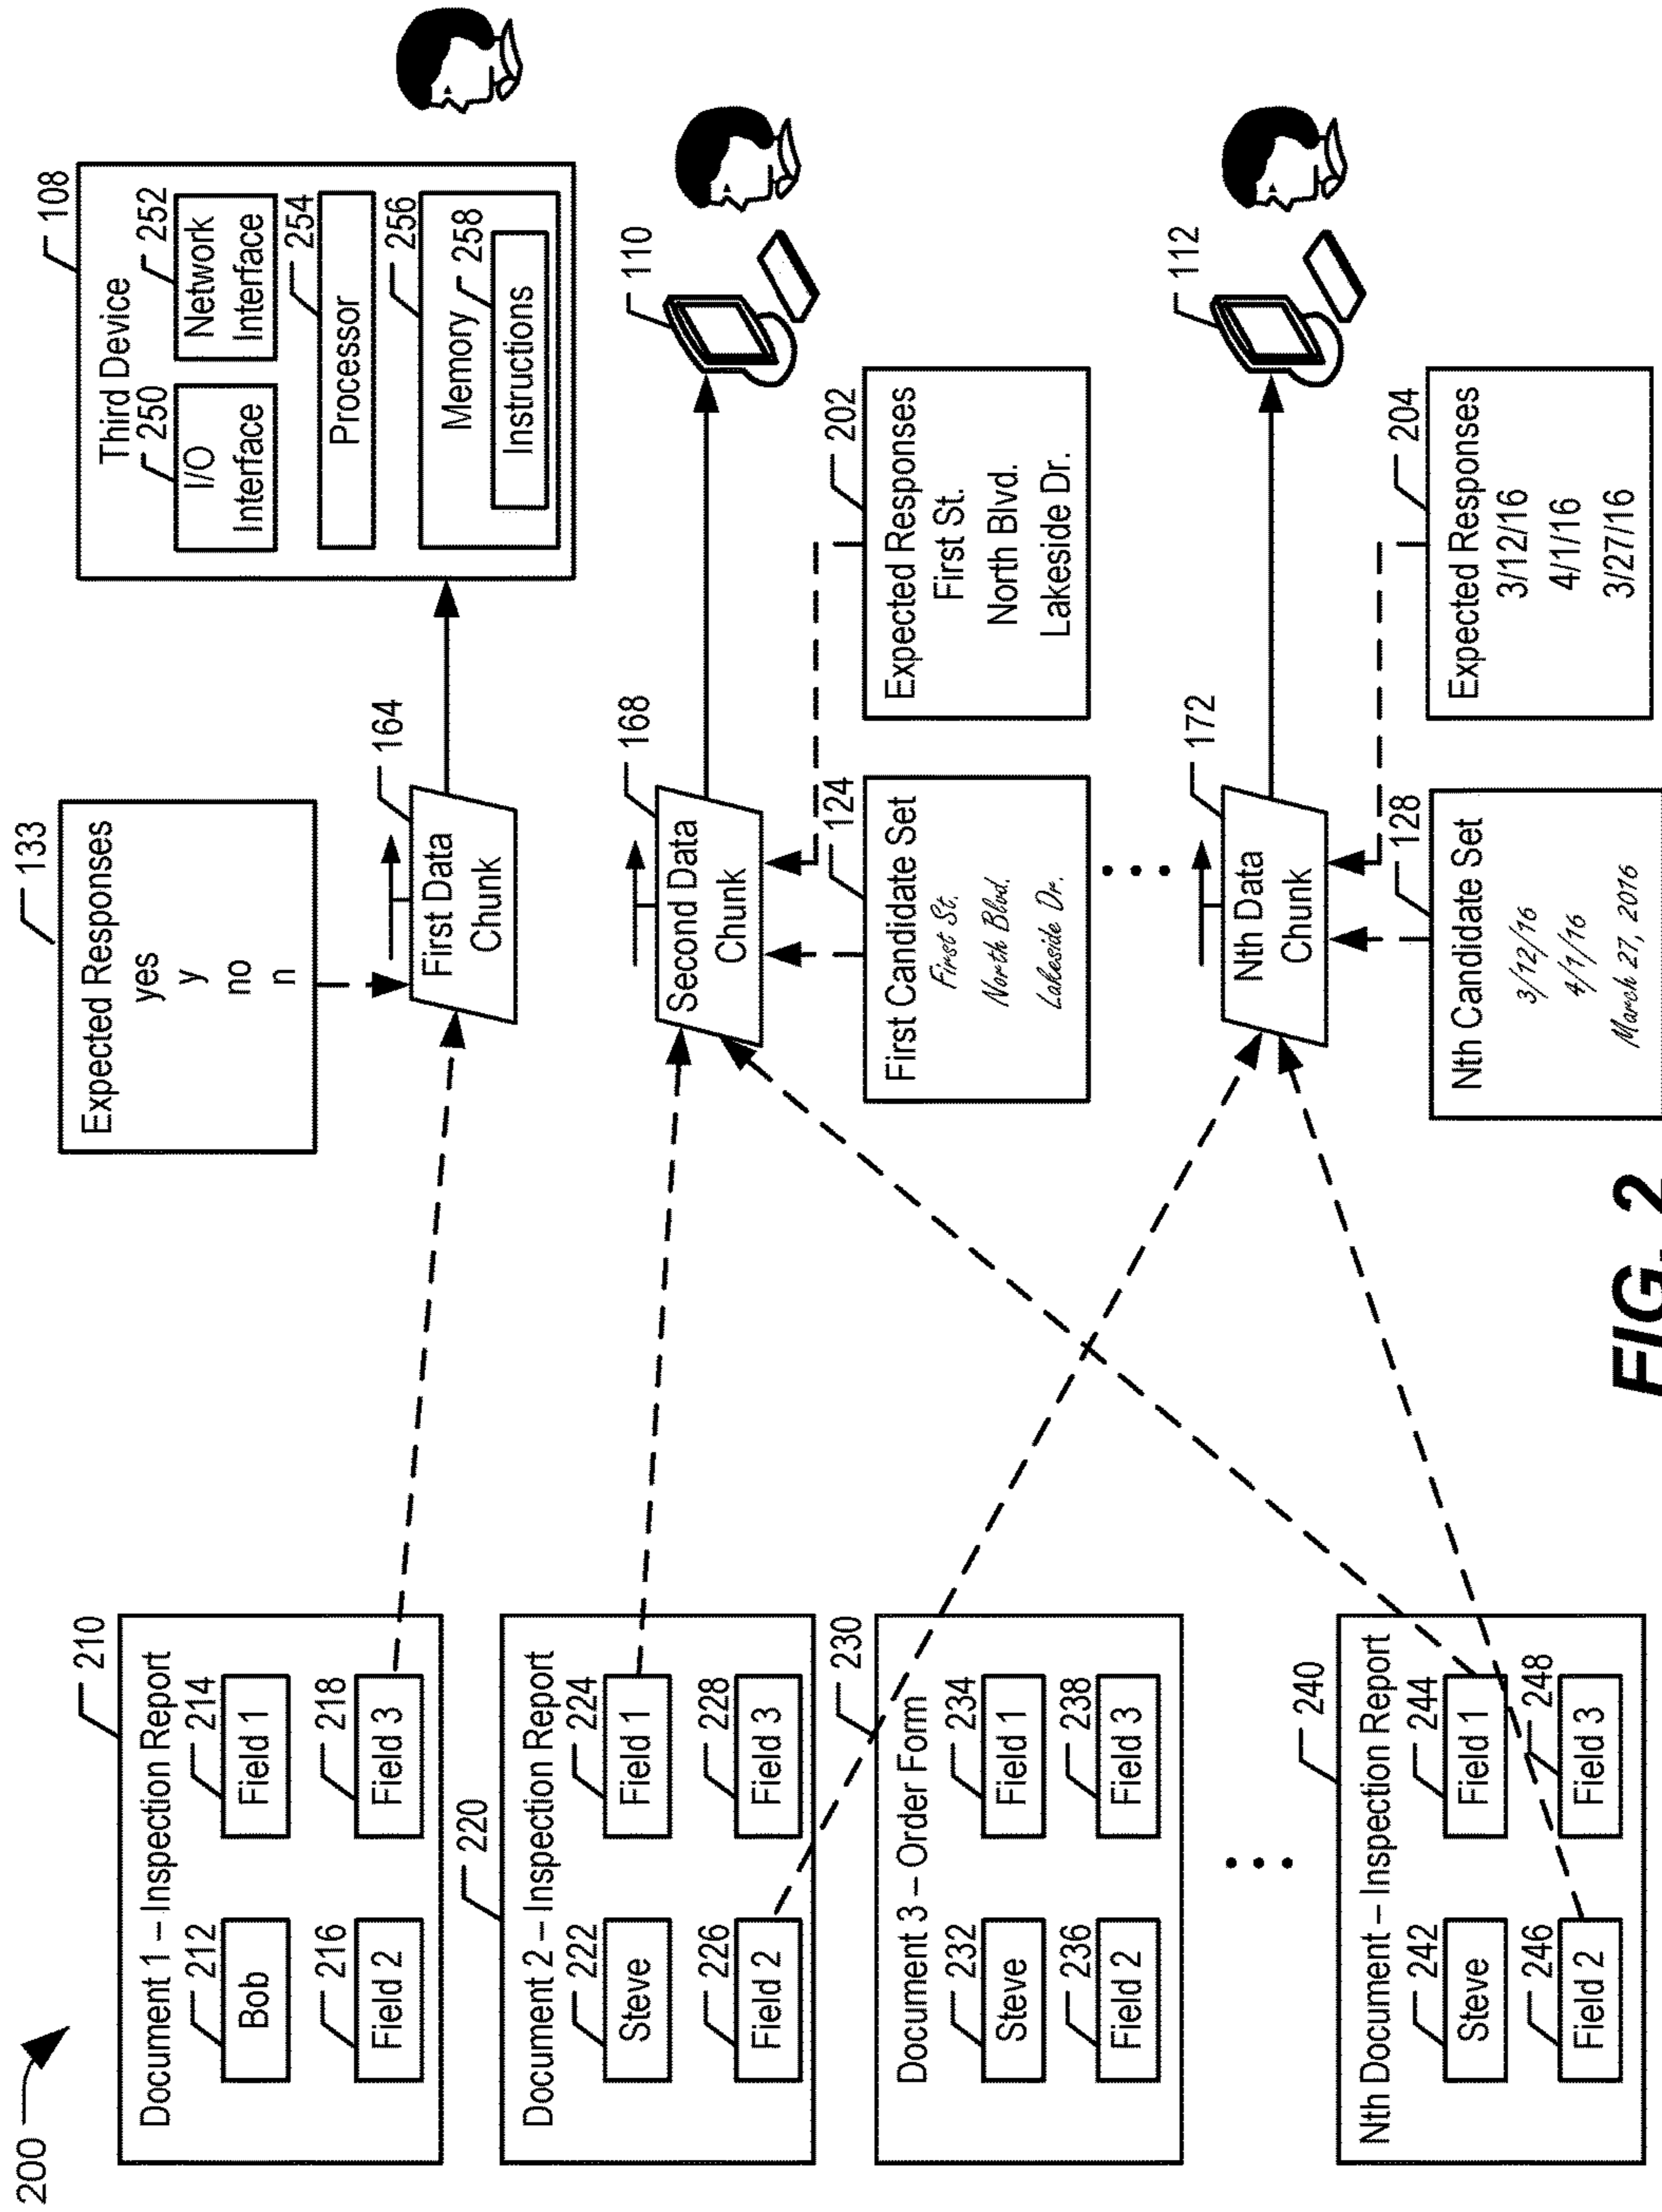 200
210
Document 1 – Inspection Report
212
Bob
214
Field 1
216
Field 2
218
Field 3
220
Document 2 – Inspection Report
222
Steve
224
Field 1
226
Field 2
228
Field 3
230
Document 3 – Order Form
232
Steve
234
Field 1
236
Field 2
238
Field 3
240
Nth Document – Inspection Report
242
Steve
244
Field 1
246
Field 2
248
Field 3
133
Expected Responses
yes
y
no
n
164
First Data
Chunk
168
Second Data
Chunk
124
First Candidate Set
First St.
North Blvd.
Lakeside Dr.
202
Expected Responses
First St.
North Blvd.
Lakeside Dr.
172
Nth Data
Chunk
128
Nth Candidate Set
3/12/16
4/1/16
March 27, 2016
204
Expected Responses
3/12/16
4/1/16
3/27/16
108
Third Device
250
I/O
Interface
252
Network
Interface
254
Processor
256
Memory
258
Instructions
110
112
FIG. 2